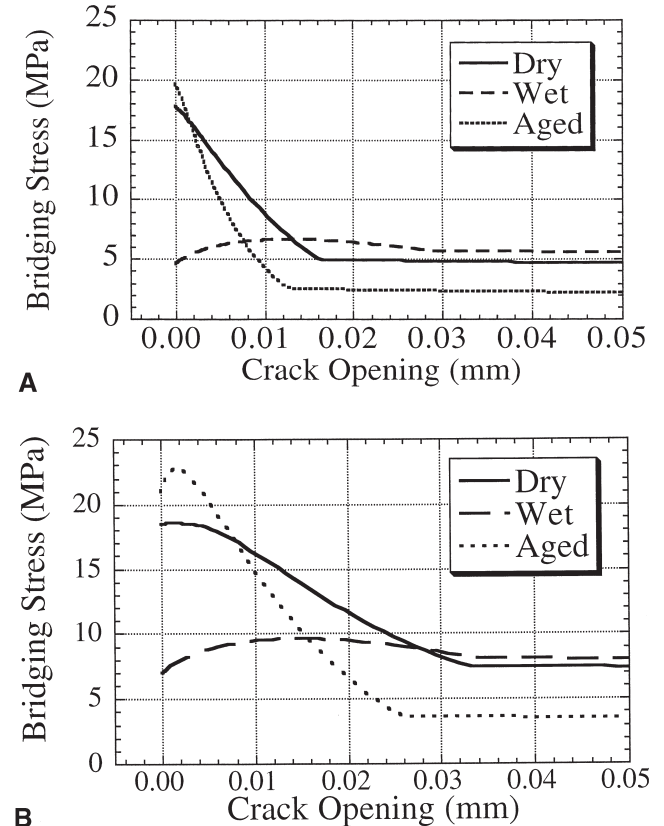 25
20
15
10
5
0
Bridging Stress (MPa)
Dry
Wet
Aged
0.00 0.01 0.02 0.03 0.04 0.05
Crack Opening (mm)
A
25
20
15
10
5
0
Bridging Stress (MPa)
Dry
Wet
Aged
0.00 0.01 0.02 0.03 0.04 0.05
Crack Opening (mm)
B